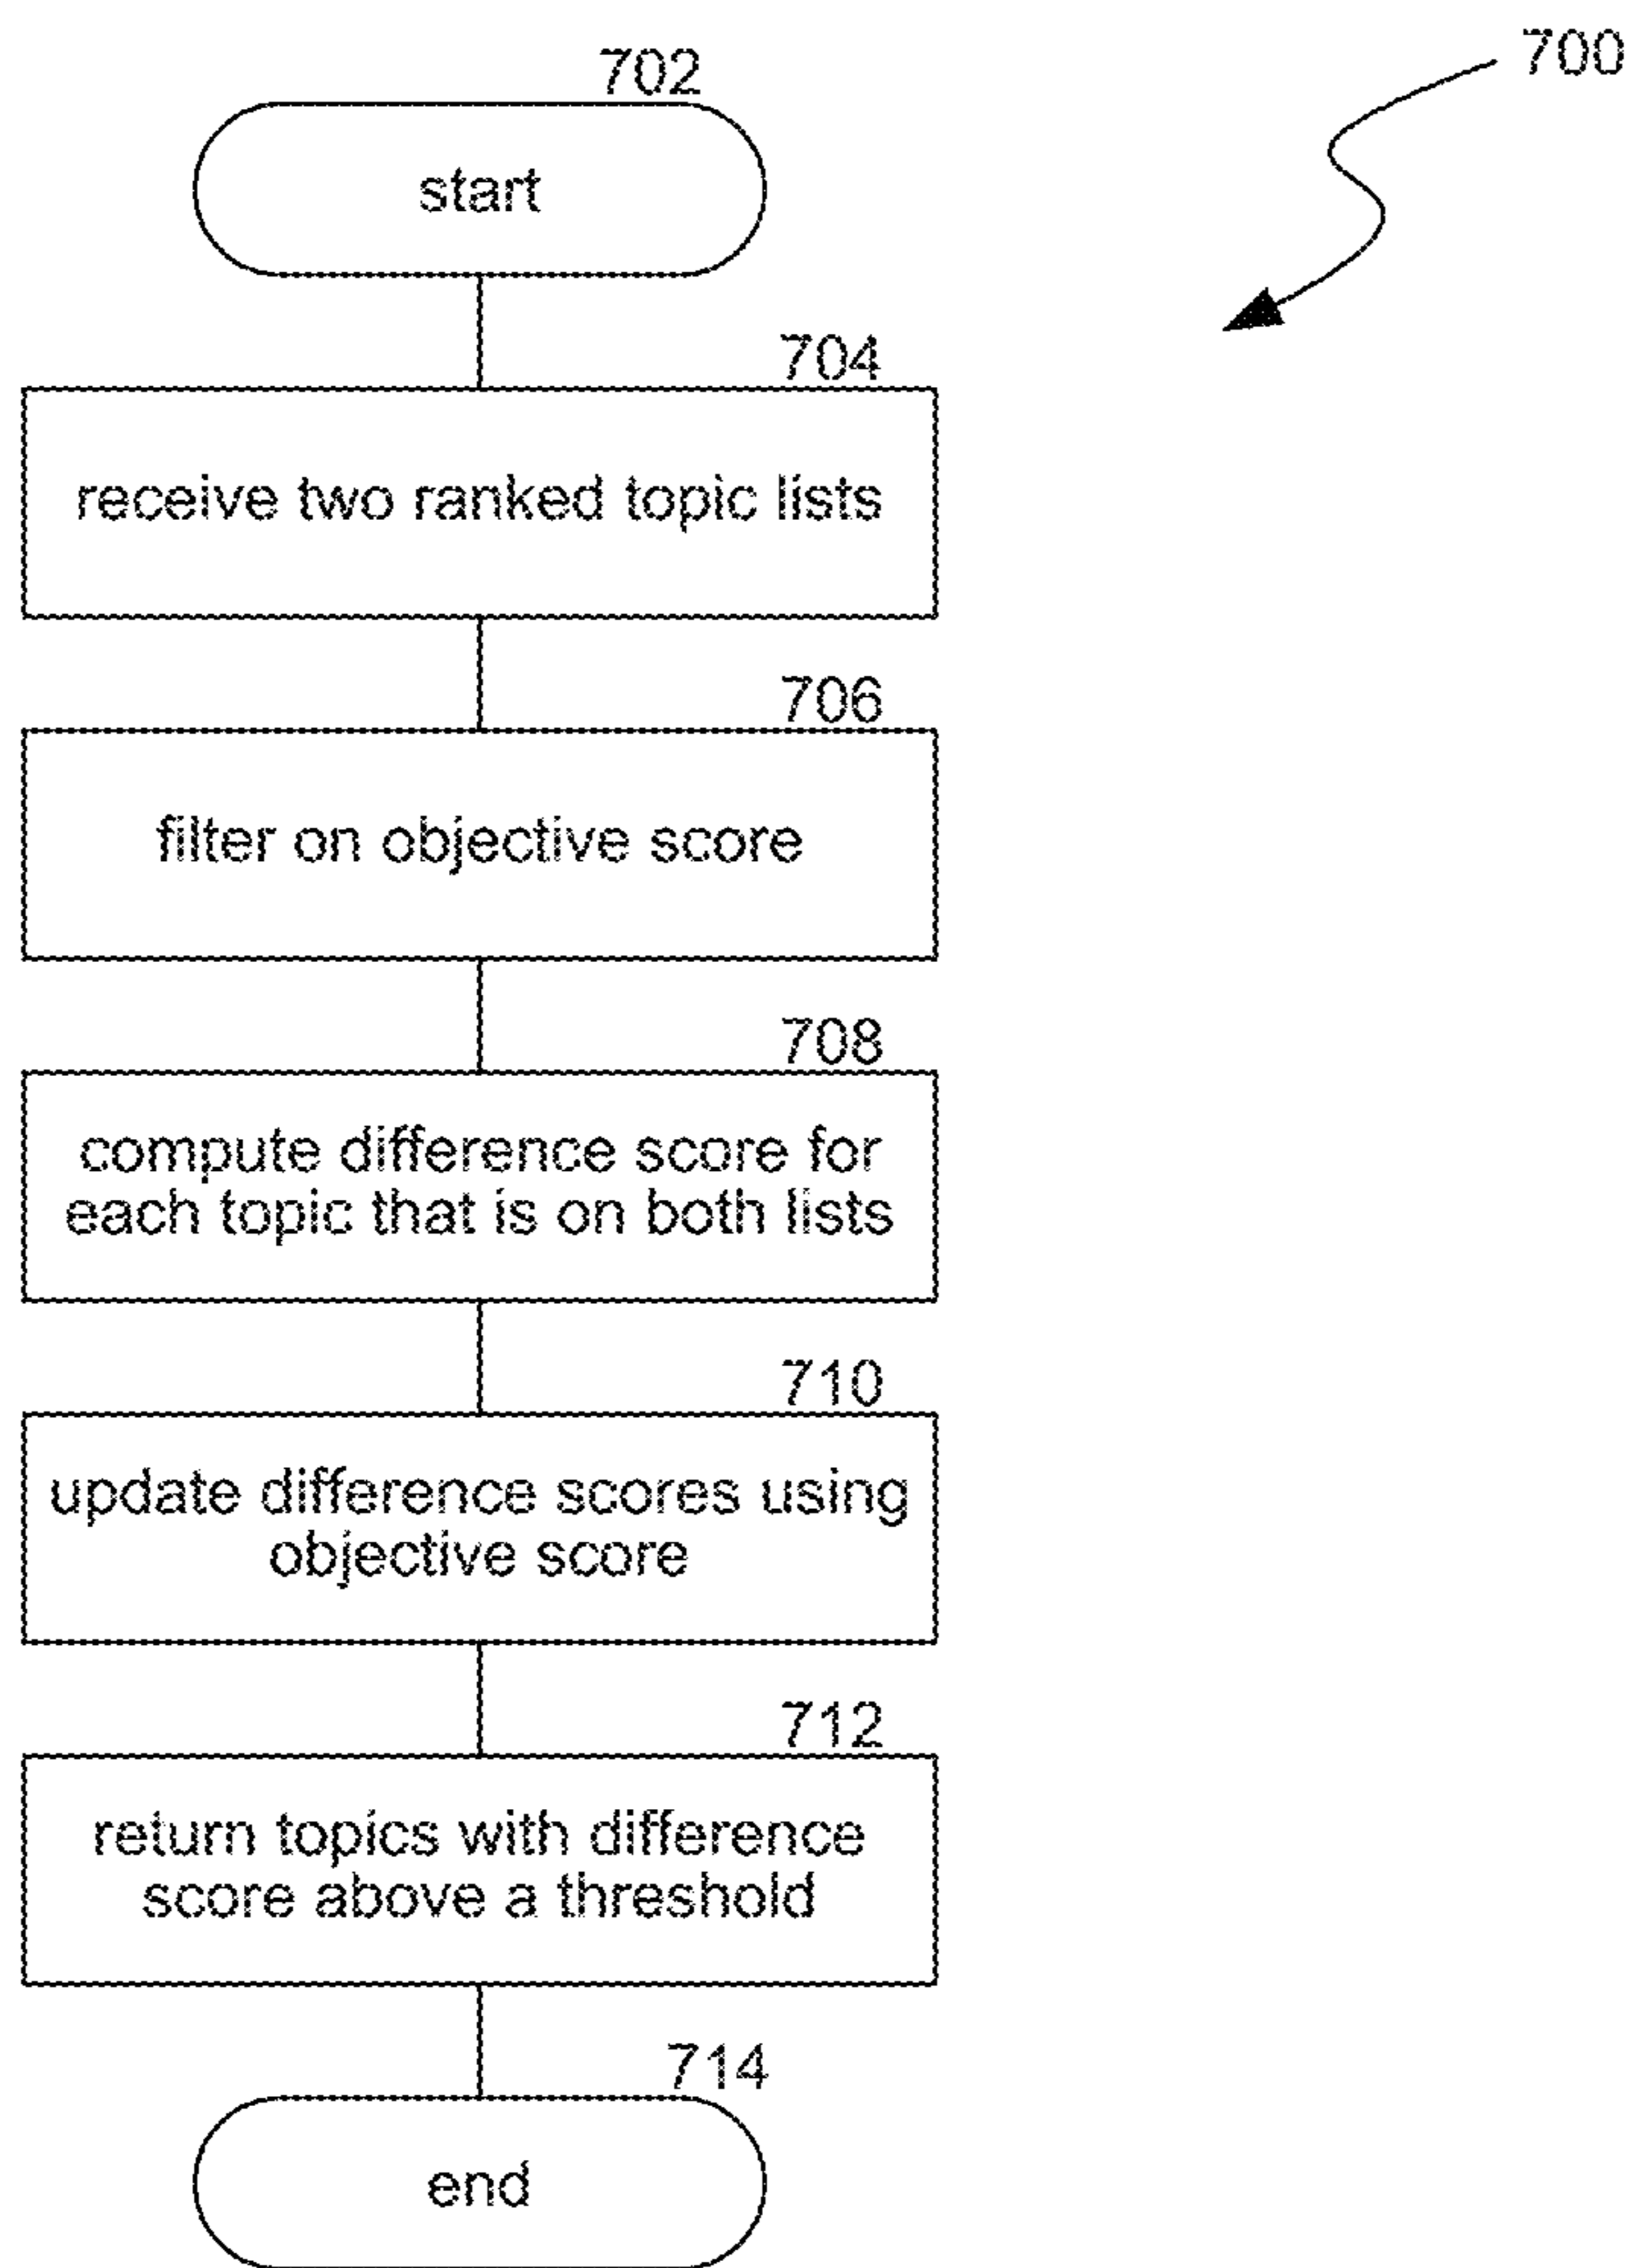 700
702
start
704
receive two ranked topic lists
706
filter on objective score
708
compute difference score for
each topic that is on both lists
710
update difference scores using
objective score
712
return topics with difference
score above a threshold
714
end